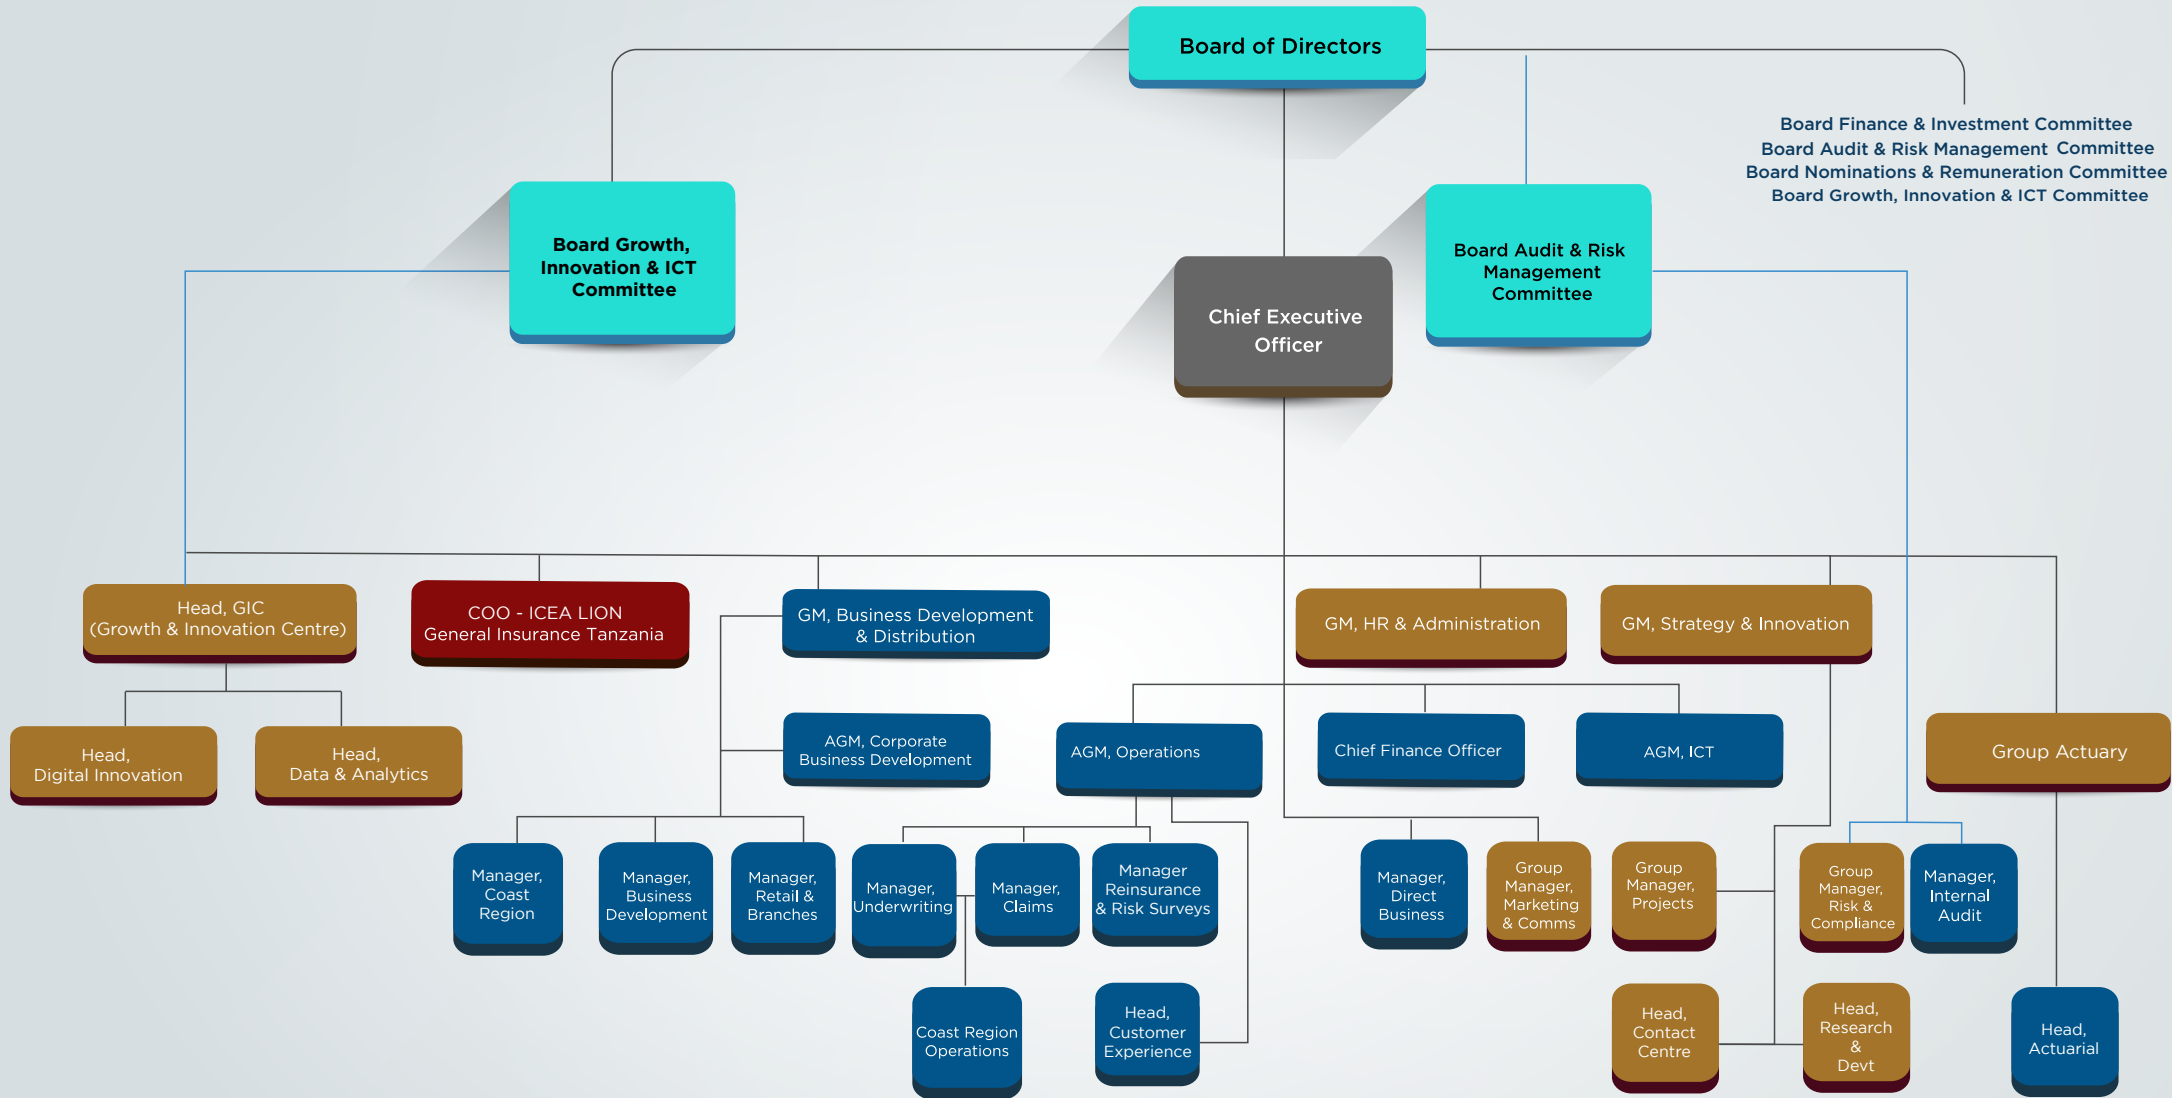 Board of Directors
Board Finance & Investment Committee
Board Audit & Risk Management Committee
Board Nominations & Remuneration Committee
Board Growth, Innovation & ICT Committee
Board Growth,
Innovation & ICT
Committee
Board Audit & Risk
Management
Committee
Chief Executive
Officer
Head, GIC
(Growth & Innovation Centre)
COO - ICEA LION
General Insurance Tanzania
GM, Business Development
& Distribution
GM, HR & Administration
GM, Strategy & Innovation
Head,
Digital Innovation
Head,
Data & Analytics
AGM, Corporate
Business Development
AGM, Operations
Chief Finance Officer
AGM, ICT
Group Actuary
Manager,
Coast
Region
Manager,
Business
Development
Manager,
Retail &
Branches
Manager,
Underwriting
Manager,
Claims
Manager
Reinsurance
& Risk Surveys
Manager,
Direct
Business
Group
Manager,
Marketing
& Comms
Group
Manager,
Projects
Group
Manager,
Risk &
Compliance
Manager,
Internal
Audit
Coast Region
Operations
Head,
Customer
Experience
Head,
Contact
Centre
Head,
Research
&
Devt
Head,
Actuarial